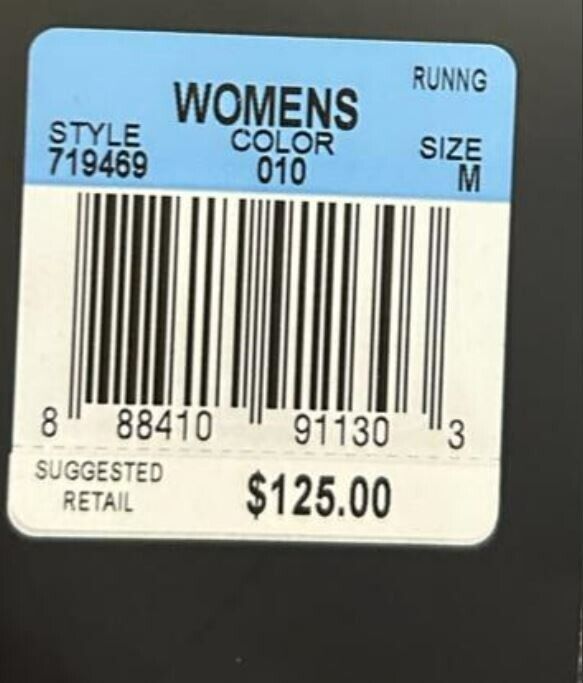 RUNNG
WOMENS
STYLE COLOR SIZE
719469 010 M
8 88410 91130 3
SUGGESTED
RETAIL
$125.00